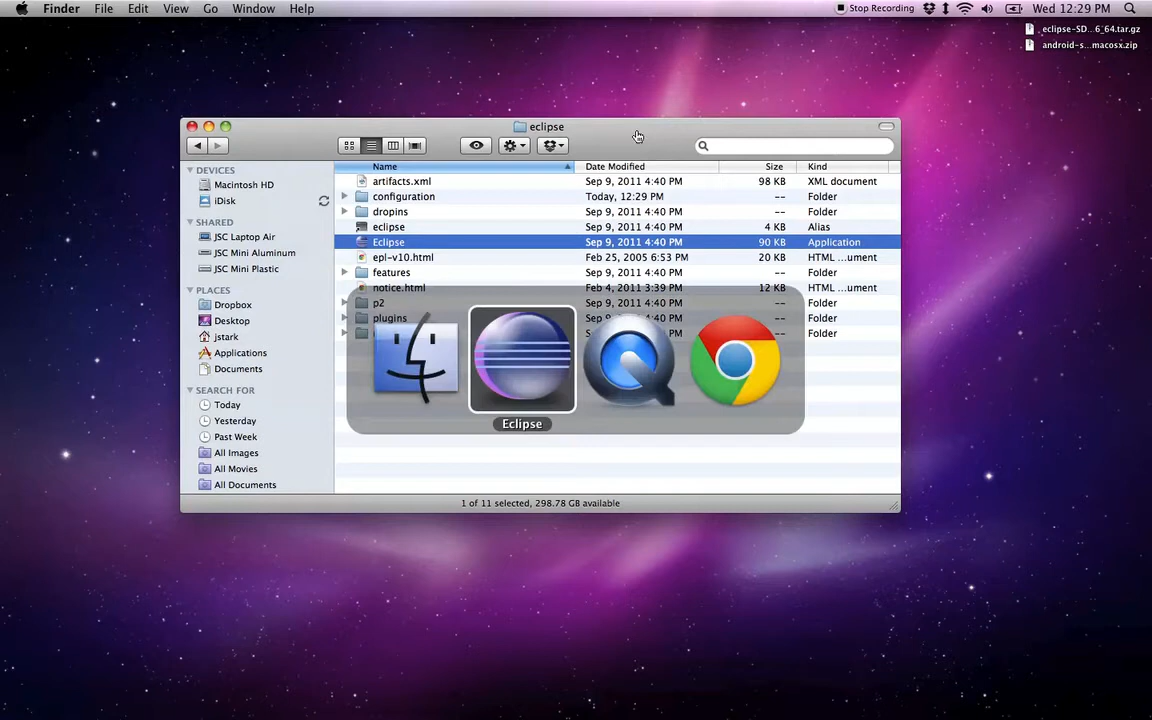 Finder File Edit View Go Window Help Stop Recording Wed 12:29 PM
eclipse-SD...6_64.tar.gz
android-s...macosx.zip
eclipse
Name Date Modified Size Kind
DEVICES
Macintosh HD
iDisk
SHARED
JSC Laptop Air
JSC Mini Aluminum
JSC Mini Plastic
PLACES
Dropbox
Desktop
jstark
Applications
Documents
SEARCH FOR
Today
Yesterday
Past Week
All Images
All Movies
All Documents
artifacts.xml Sep 9, 2011 4:40 PM 98 KB XML document
configuration Today, 12:29 PM -- Folder
dropins Sep 9, 2011 4:40 PM -- Folder
eclipse Sep 9, 2011 4:40 PM 4 KB Alias
Eclipse Sep 9, 2011 4:40 PM 90 KB Application
epl-v10.html Feb 25, 2005 6:53 PM 20 KB HTML ...ument
features Sep 9, 2011 4:40 PM -- Folder
notice.html Feb 4, 2011 3:39 PM 12 KB HTML ...ument
p2 Sep 9, 2011 4:40 PM -- Folder
plugins Sep 9, 2011 4:40 PM -- Folder
-- Folder
Eclipse
1 of 11 selected, 298.78 GB available